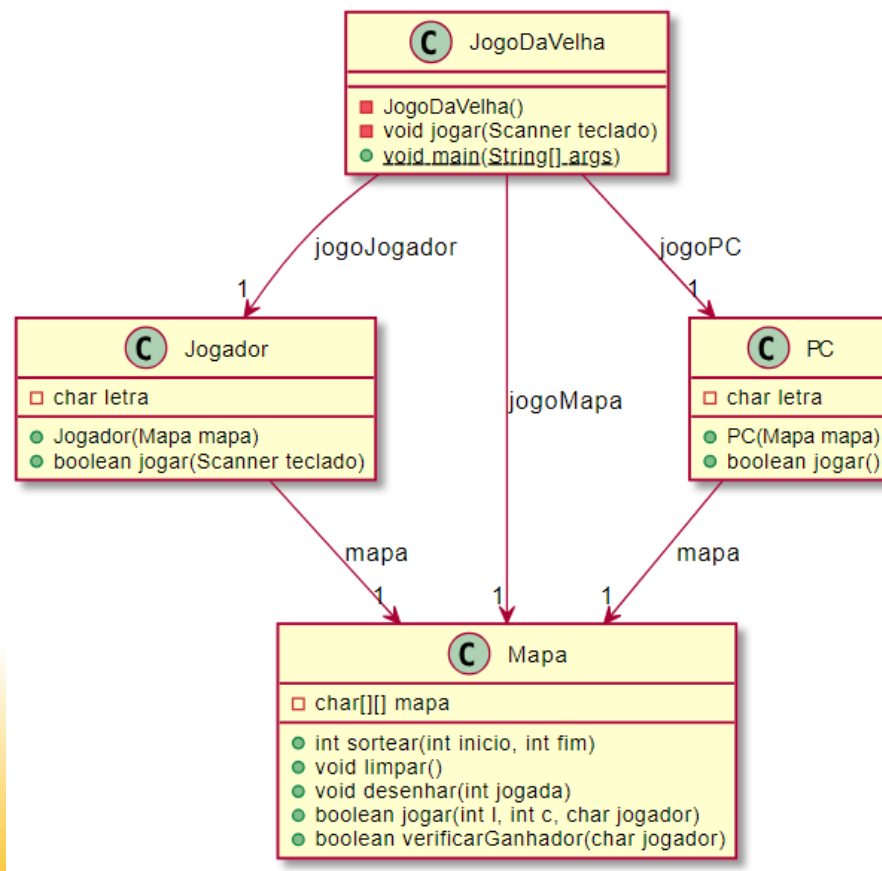 C JogoDaVelha
JogoDaVelha()
void jogar(Scanner teclado)
void main(String[] args)
jogoJogador
jogoPC
1
1
C Jogador
char letra
Jogador(Mapa mapa)
boolean jogar(Scanner teclado)
jogoMapa
C PC
char letra
PC(Mapa mapa)
boolean jogar()
mapa
mapa
1
1
1
C Mapa
char[][] mapa
int sortear(int inicio, int fim)
void limpar()
void desenhar(int jogada)
boolean jogar(int l, int c, char jogador)
boolean verificarGanhador(char jogador)